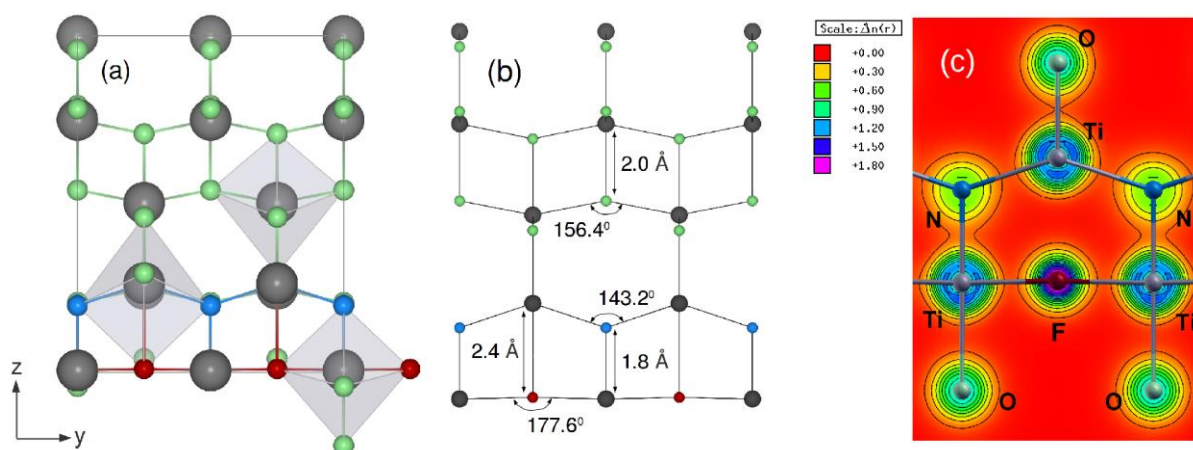 (a)
z
y
(b)
2.0 Å
156.4⁰
143.2⁰
2.4 Å
1.8 Å
177.6⁰
Scale: Δn(r)
+0.00
+0.30
+0.60
+0.90
+1.20
+1.50
+1.80
(c)
O
Ti
N
N
Ti
F
Ti
O
O